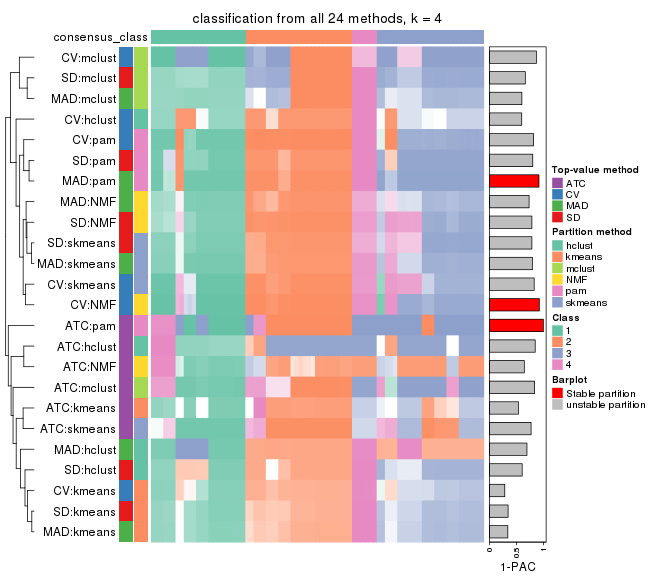 classification from all 24 methods, k = 4
consensus_class
CV:mclust
SD:mclust
MAD:mclust
CV:hclust
CV:pam
SD:pam
MAD:pam
MAD:NMF
SD:NMF
SD:skmeans
MAD:skmeans
CV:skmeans
CV:NMF
ATC:pam
ATC:hclust
ATC:NMF
ATC:mclust
ATC:kmeans
ATC:skmeans
MAD:hclust
SD:hclust
CV:kmeans
SD:kmeans
MAD:kmeans
0
0.5
1
1-PAC
Top-value method
ATC
CV
MAD
SD
Partition method
hclust
kmeans
mclust
NMF
pam
skmeans
Class
1
2
3
4
Barplot
Stable partition
unstable partition